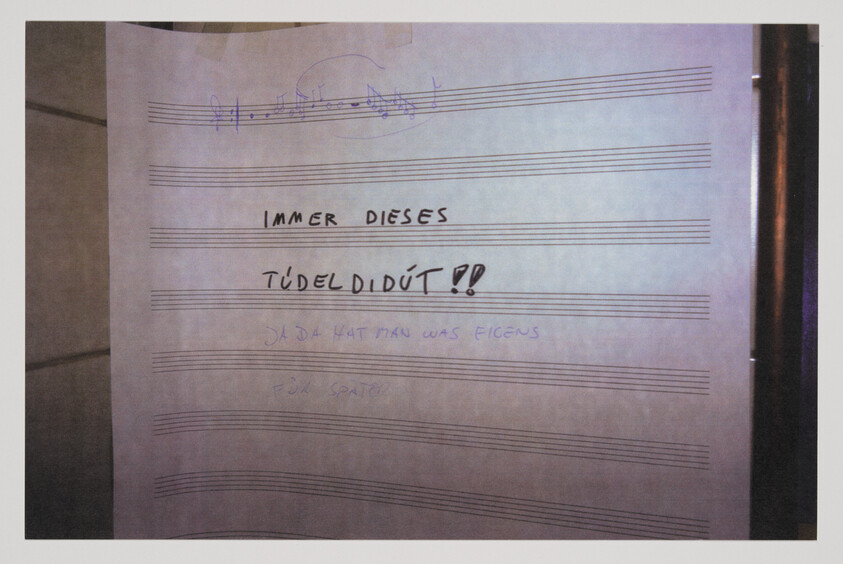 IMMER DIESES
TÚDELDIDÚT!!
JA DA HAT MAN WAS EIGENS
FÜR SPÄTER